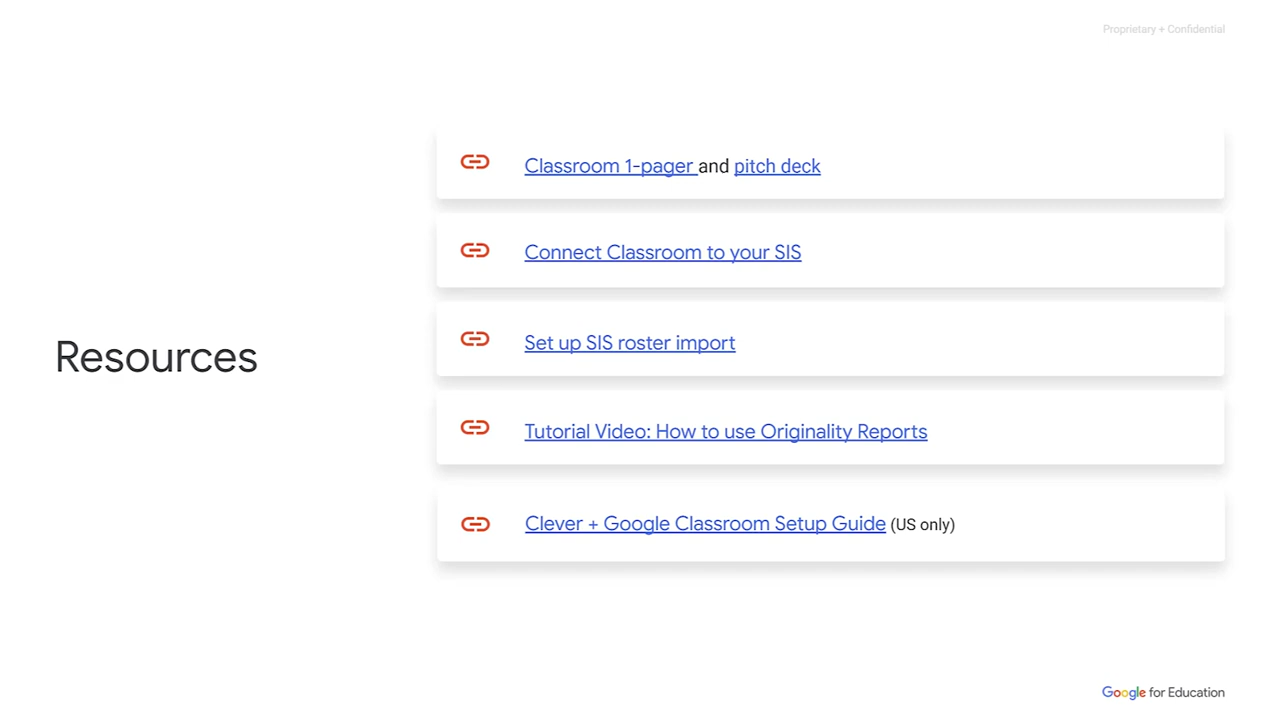 Proprietary + Confidential
Classroom 1-pager and pitch deck
Connect Classroom to your SIS
Set up SIS roster import
Resources
Tutorial Video: How to use Originality Reports
Clever + Google Classroom Setup Guide (US only)
Google for Education